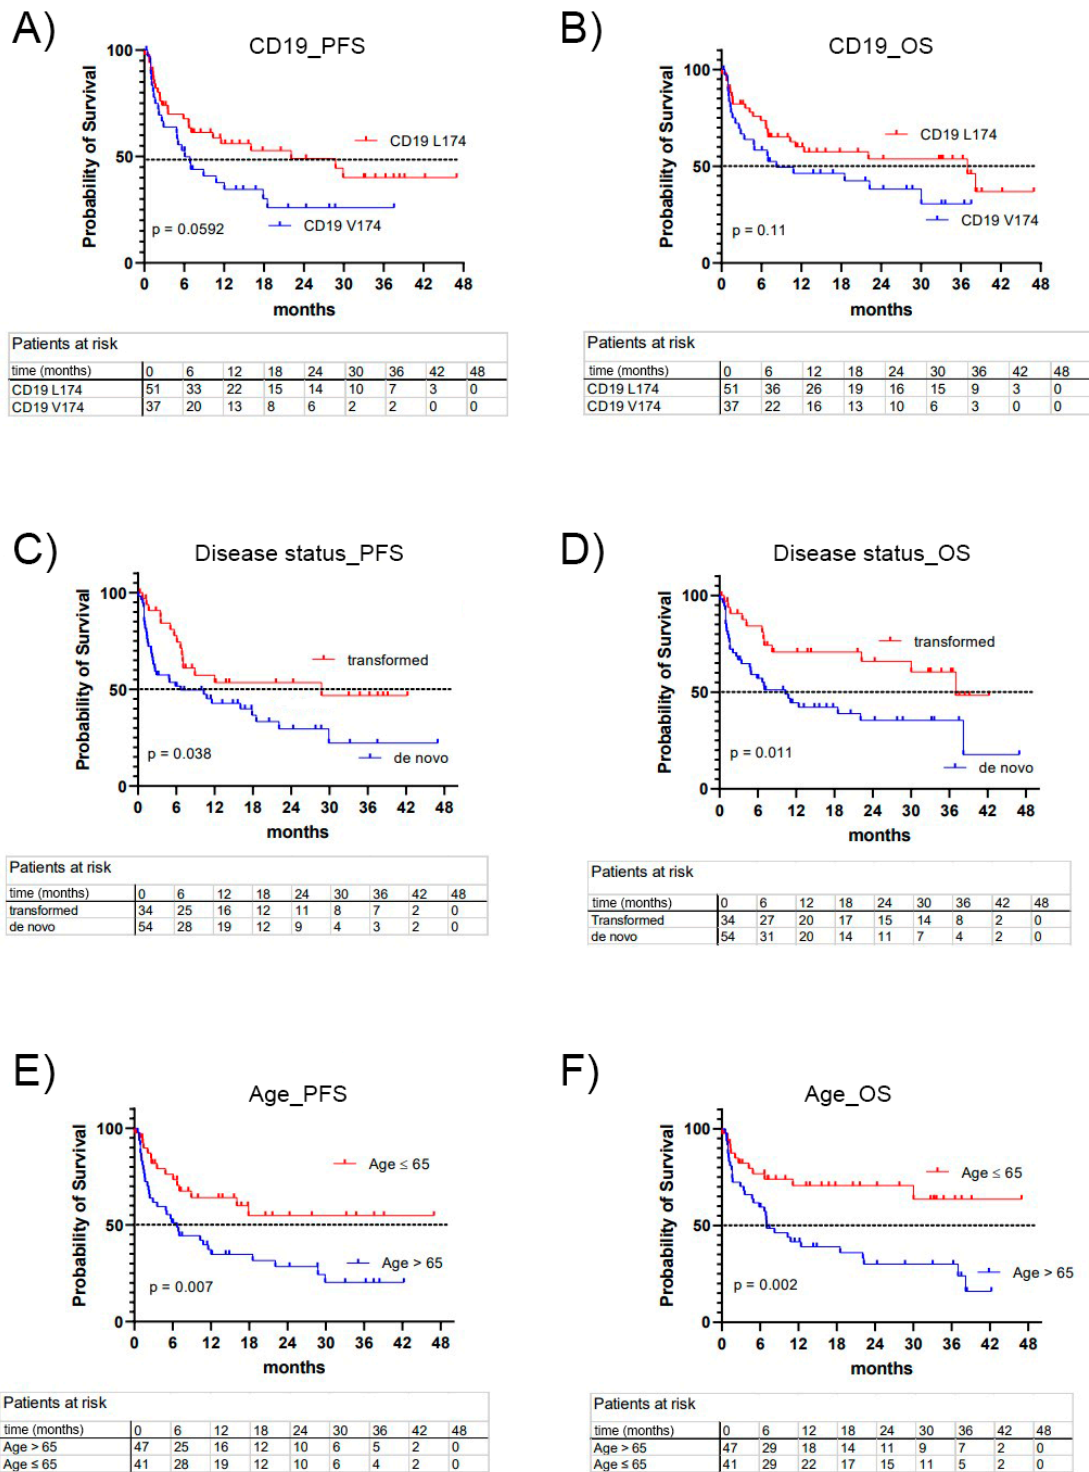 A)
CD19_PFS
Probability of Survival
100
50
0
CD19 L174
CD19 V174
p = 0.0592
0 6 12 18 24 30 36 42 48
months
Patients at risk
time (months) 0 6 12 18 24 30 36 42 48
CD19 L174 51 33 22 15 14 10 7 3 0
CD19 V174 37 20 13 8 6 2 2 0 0
B)
CD19_OS
Probability of Survival
100
50
0
CD19 L174
CD19 V174
p = 0.11
0 6 12 18 24 30 36 42 48
months
Patients at risk
time (months) 0 6 12 18 24 30 36 42 48
CD19 L174 51 36 26 19 16 15 9 3 0
CD19 V174 37 22 16 13 10 6 3 0 0
C)
Disease status_PFS
Probability of Survival
100
50
0
transformed
de novo
p = 0.038
0 6 12 18 24 30 36 42 48
months
Patients at risk
time (months) 0 6 12 18 24 30 36 42 48
transformed 34 25 16 12 11 8 7 2 0
de novo 54 28 19 12 9 4 3 2 0
D)
Disease status_OS
Probability of Survival
100
50
0
transformed
de novo
p = 0.011
0 6 12 18 24 30 36 42 48
months
Patients at risk
time (months) 0 6 12 18 24 30 36 42 48
Transformed 34 27 20 17 15 14 8 2 0
de novo 54 31 20 14 11 7 4 2 0
E)
Age_PFS
Probability of Survival
100
50
0
Age ≤ 65
Age > 65
p = 0.007
0 6 12 18 24 30 36 42 48
months
Patients at risk
time (months) 0 6 12 18 24 30 36 42 48
Age > 65 47 25 16 12 10 6 5 2 0
Age ≤ 65 41 28 19 12 10 6 4 2 0
F)
Age_OS
Probability of Survival
100
50
0
Age ≤ 65
Age > 65
p = 0.002
0 6 12 18 24 30 36 42 48
months
Patients at risk
time (months) 0 6 12 18 24 30 36 42 48
Age > 65 47 29 18 14 11 9 7 2 0
Age ≤ 65 41 29 22 17 15 11 5 2 0